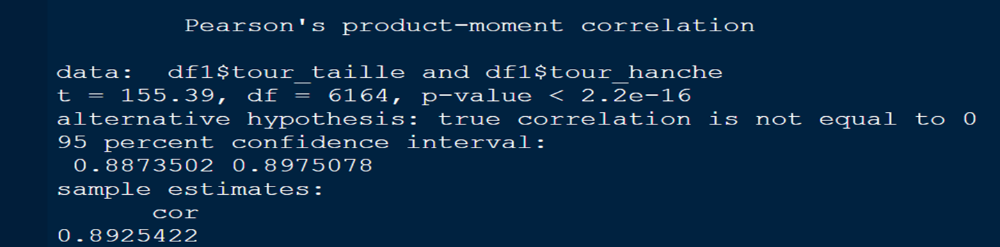 Pearson's product-moment correlation
data: df1$tour_taille and df1$tour_hanche
t = 155.39, df = 6164, p-value < 2.2e-16
alternative hypothesis: true correlation is not equal to 0
95 percent confidence interval:
0.8873502 0.8975078
sample estimates:
cor
0.8925422